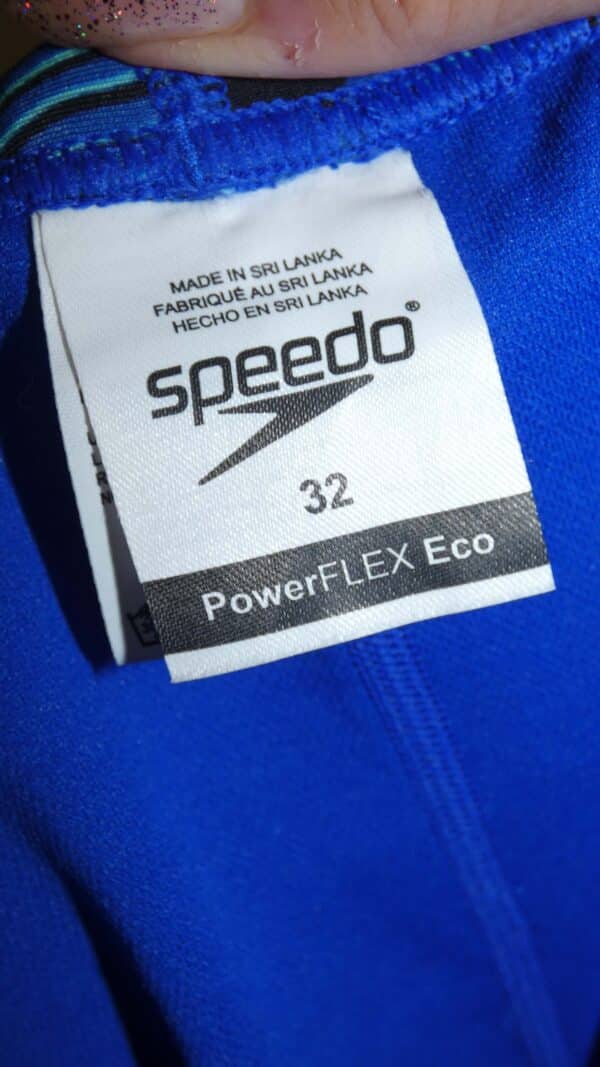 MADE IN SRI LANKA
FABRIQUÉ AU SRI LANKA
HECHO EN SRI LANKA
speedo®
32
PowerFLEX Eco